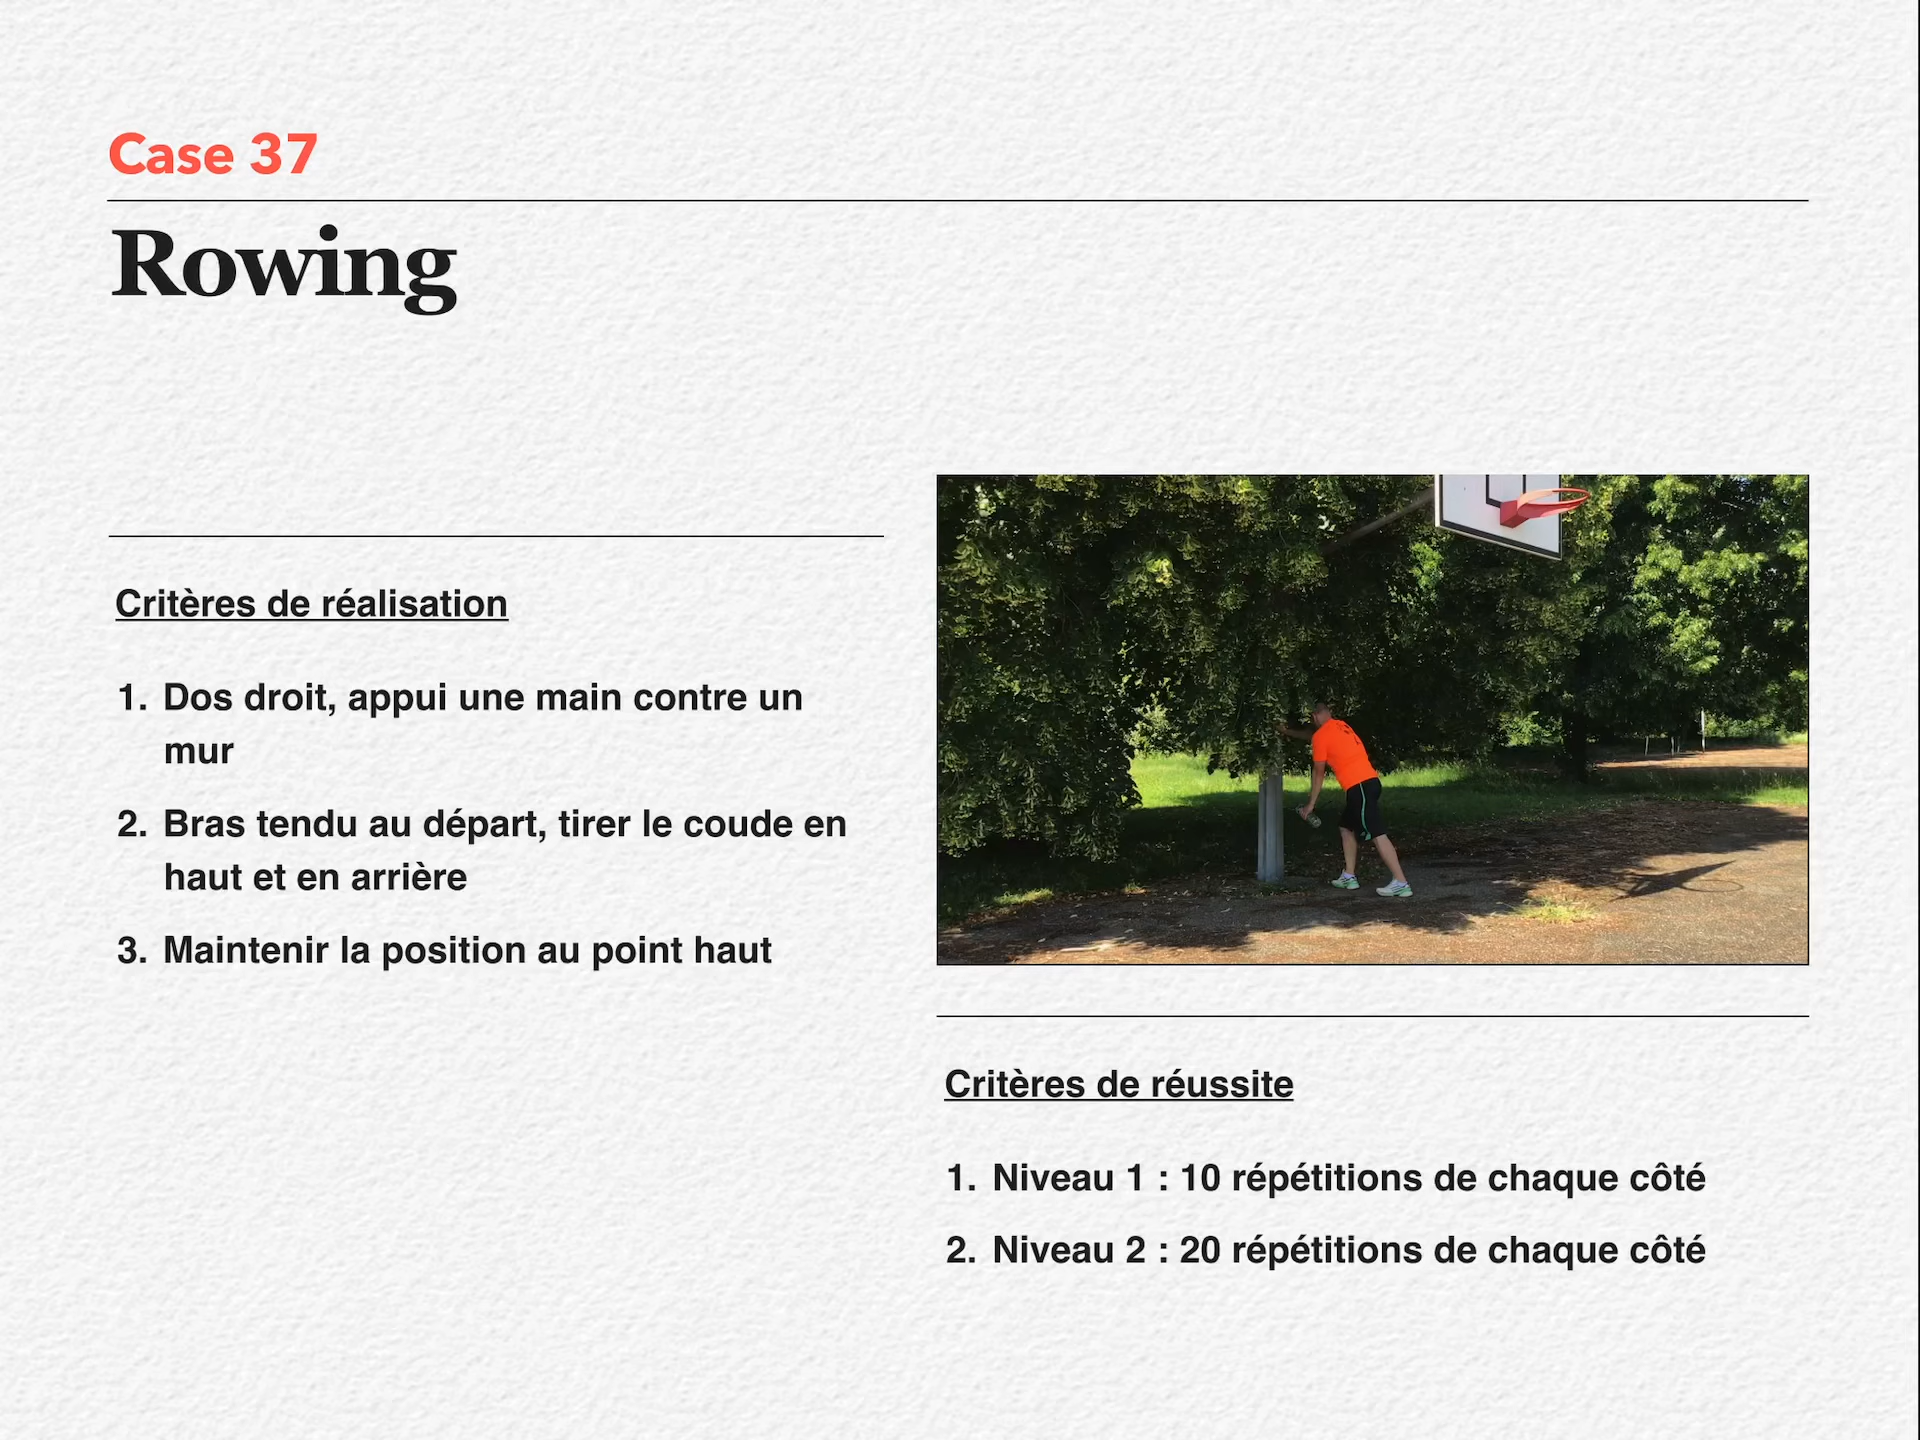 Case 37
Rowing
Critères de réalisation
1. Dos droit, appui une main contre un
mur
2. Bras tendu au départ, tirer le coude en
haut et en arrière
3. Maintenir la position au point haut
Critères de réussite
1. Niveau 1 : 10 répétitions de chaque côté
2. Niveau 2 : 20 répétitions de chaque côté